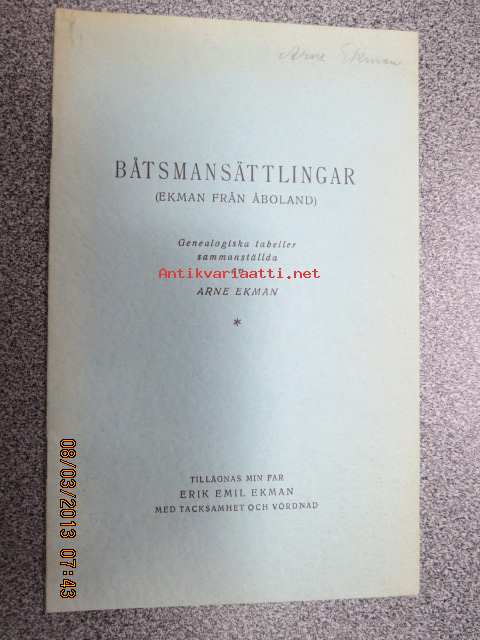 Arne Ekman
BÅTSMANSÄTTLINGAR
(EKMAN FRÅN ÅBOLAND)
Genealogiska tabeller
sammanställda
Antikvariaatti.net
ARNE EKMAN
*
TILLÄGNAS MIN FAR
ERIK EMIL EKMAN
MED TACKSAMHET OCH VÖRDNAD
08/03/2013 07:43